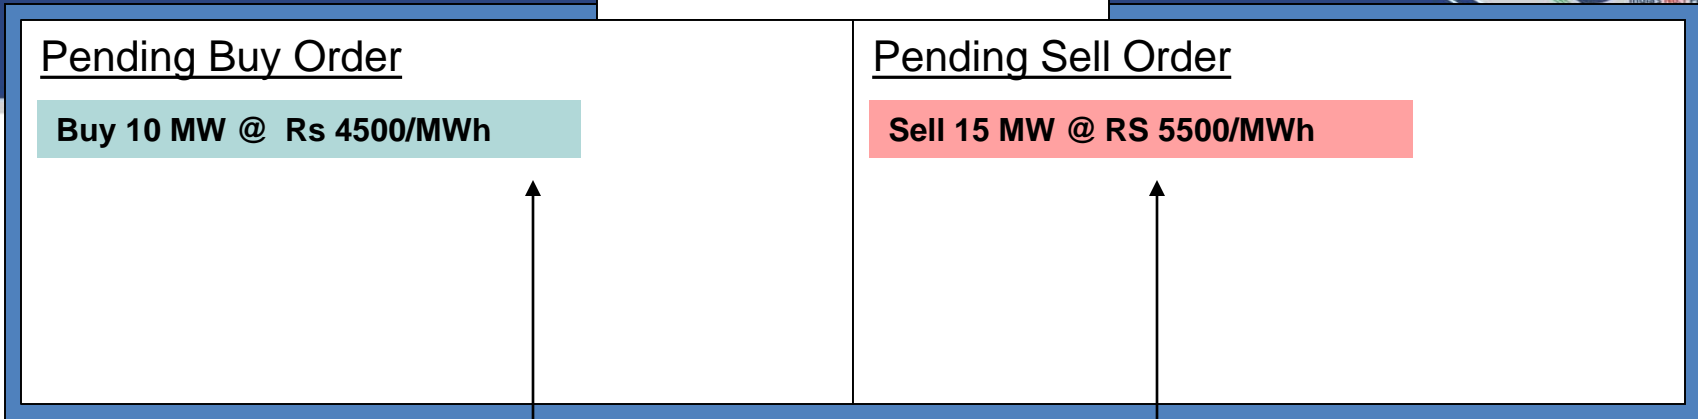 Pending Buy Order
Buy 10 MW @ Rs 4500/MWh
Pending Sell Order
Sell 15 MW @ RS 5500/MWh